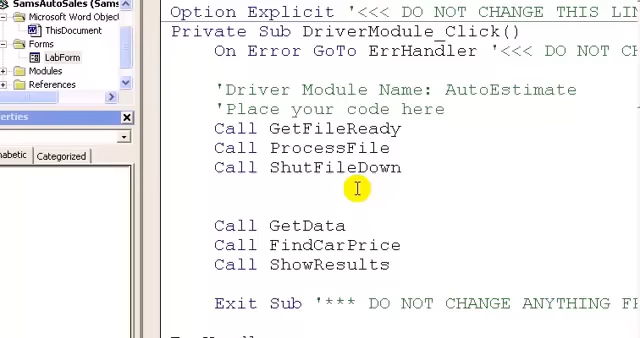 SamsAutoSales (Sams
Microsoft Word Object
ThisDocument
Forms
LabForm
Modules
References
erties
abetic
Categorized
Option Explicit '<<< DO NOT CHANGE THIS LIN
Private Sub DriverModule_Click()
On Error GoTo ErrHandler '<<< DO NOT CH
'Driver Module Name: AutoEstimate
'Place your code here
Call GetFileReady
Call ProcessFile
Call ShutFileDown
Call GetData
Call FindCarPrice
Call ShowResults
Exit Sub '*** DO NOT CHANGE ANYTHING FR